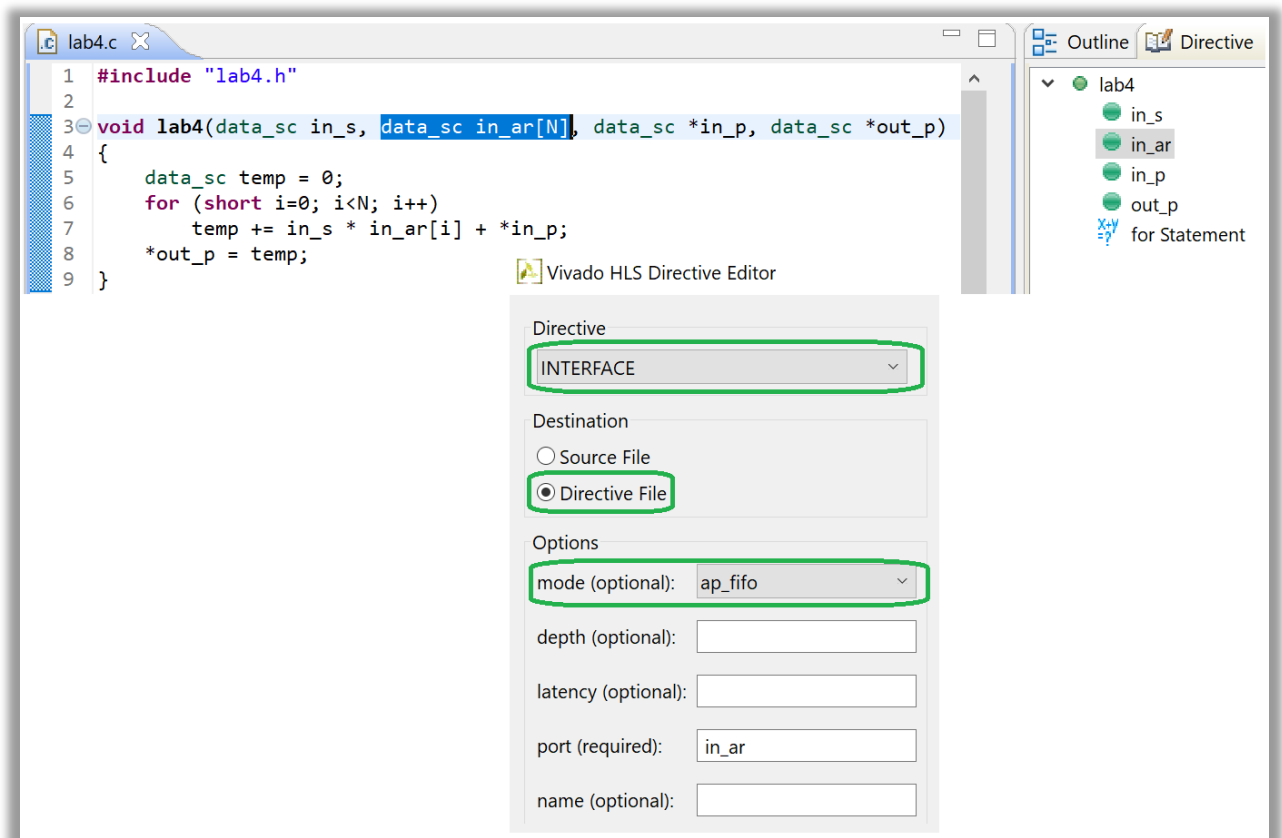 lab4.c
1 #include "lab4.h"
2
3 void lab4(data_sc in_s, data_sc in_ar[N], data_sc *in_p, data_sc *out_p)
4 {
5 data_sc temp = 0;
6 for (short i=0; i<N; i++)
7 temp += in_s * in_ar[i] + *in_p;
8 *out_p = temp;
9 }
Outline Directive
lab4
in_s
in_ar
in_p
out_p
for Statement
Vivado HLS Directive Editor
Directive
INTERFACE
Destination
Source File
Directive File
Options
mode (optional): ap_fifo
depth (optional):
latency (optional):
port (required): in_ar
name (optional):